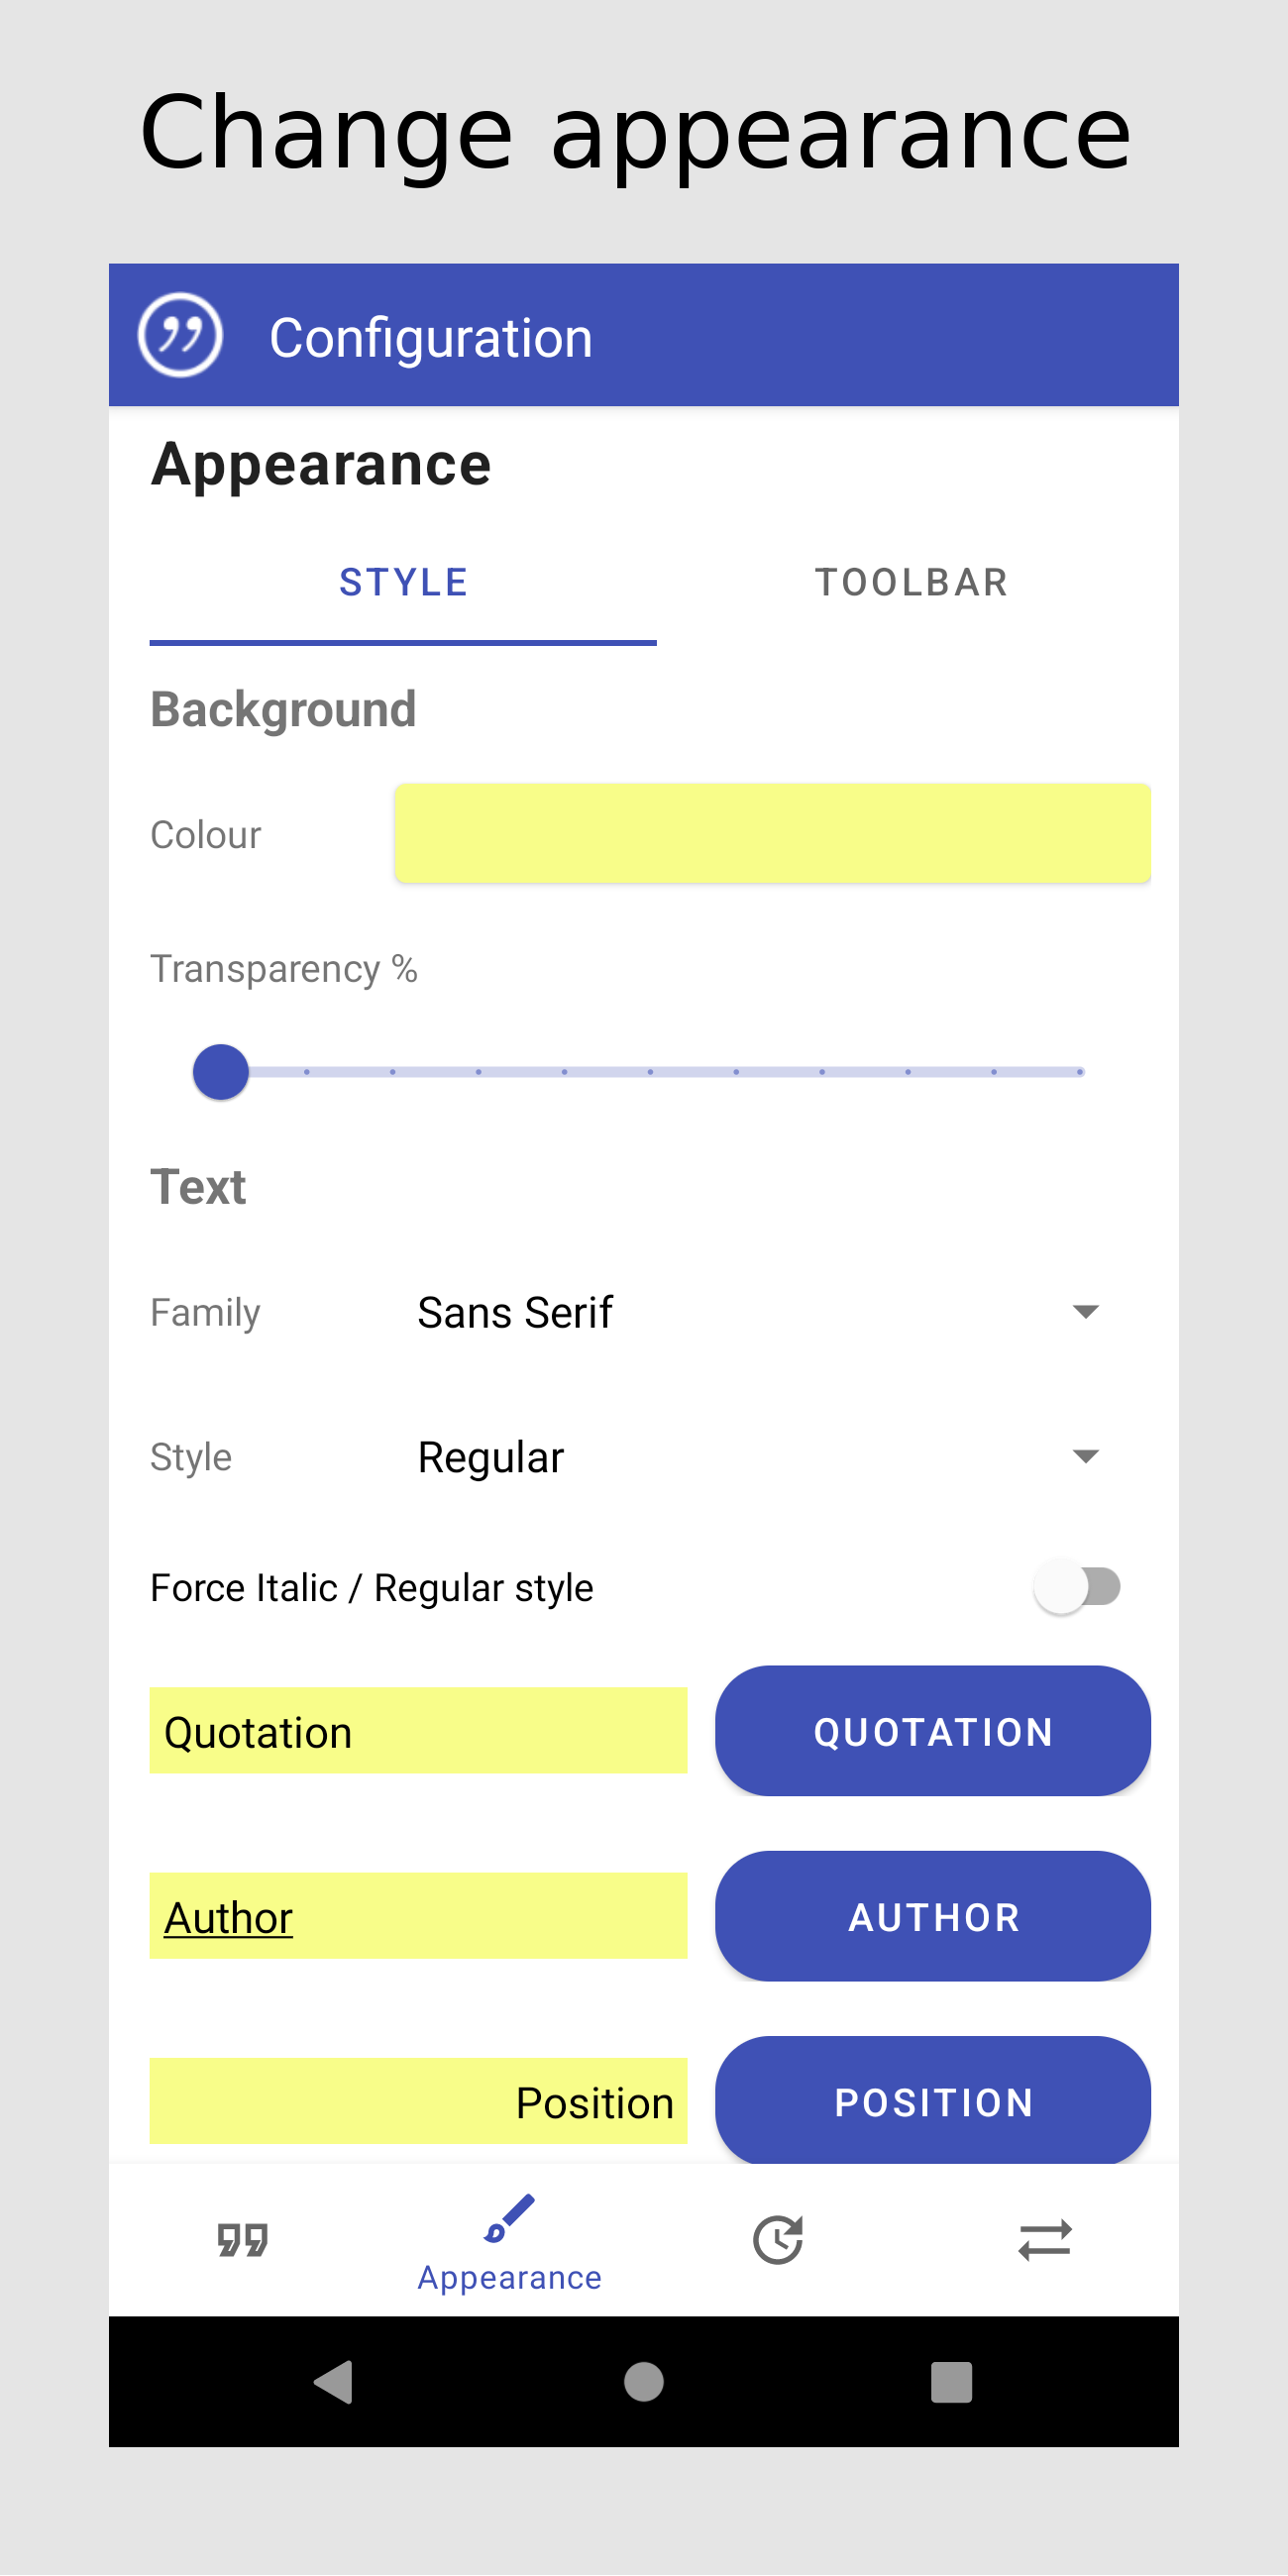 Change appearance
Configuration
Appearance
STYLE TOOLBAR
Background
Colour
Transparency %
Text
Family Sans Serif
Style Regular
Force Italic / Regular style
Quotation QUOTATION
Author AUTHOR
Position POSITION
Appearance